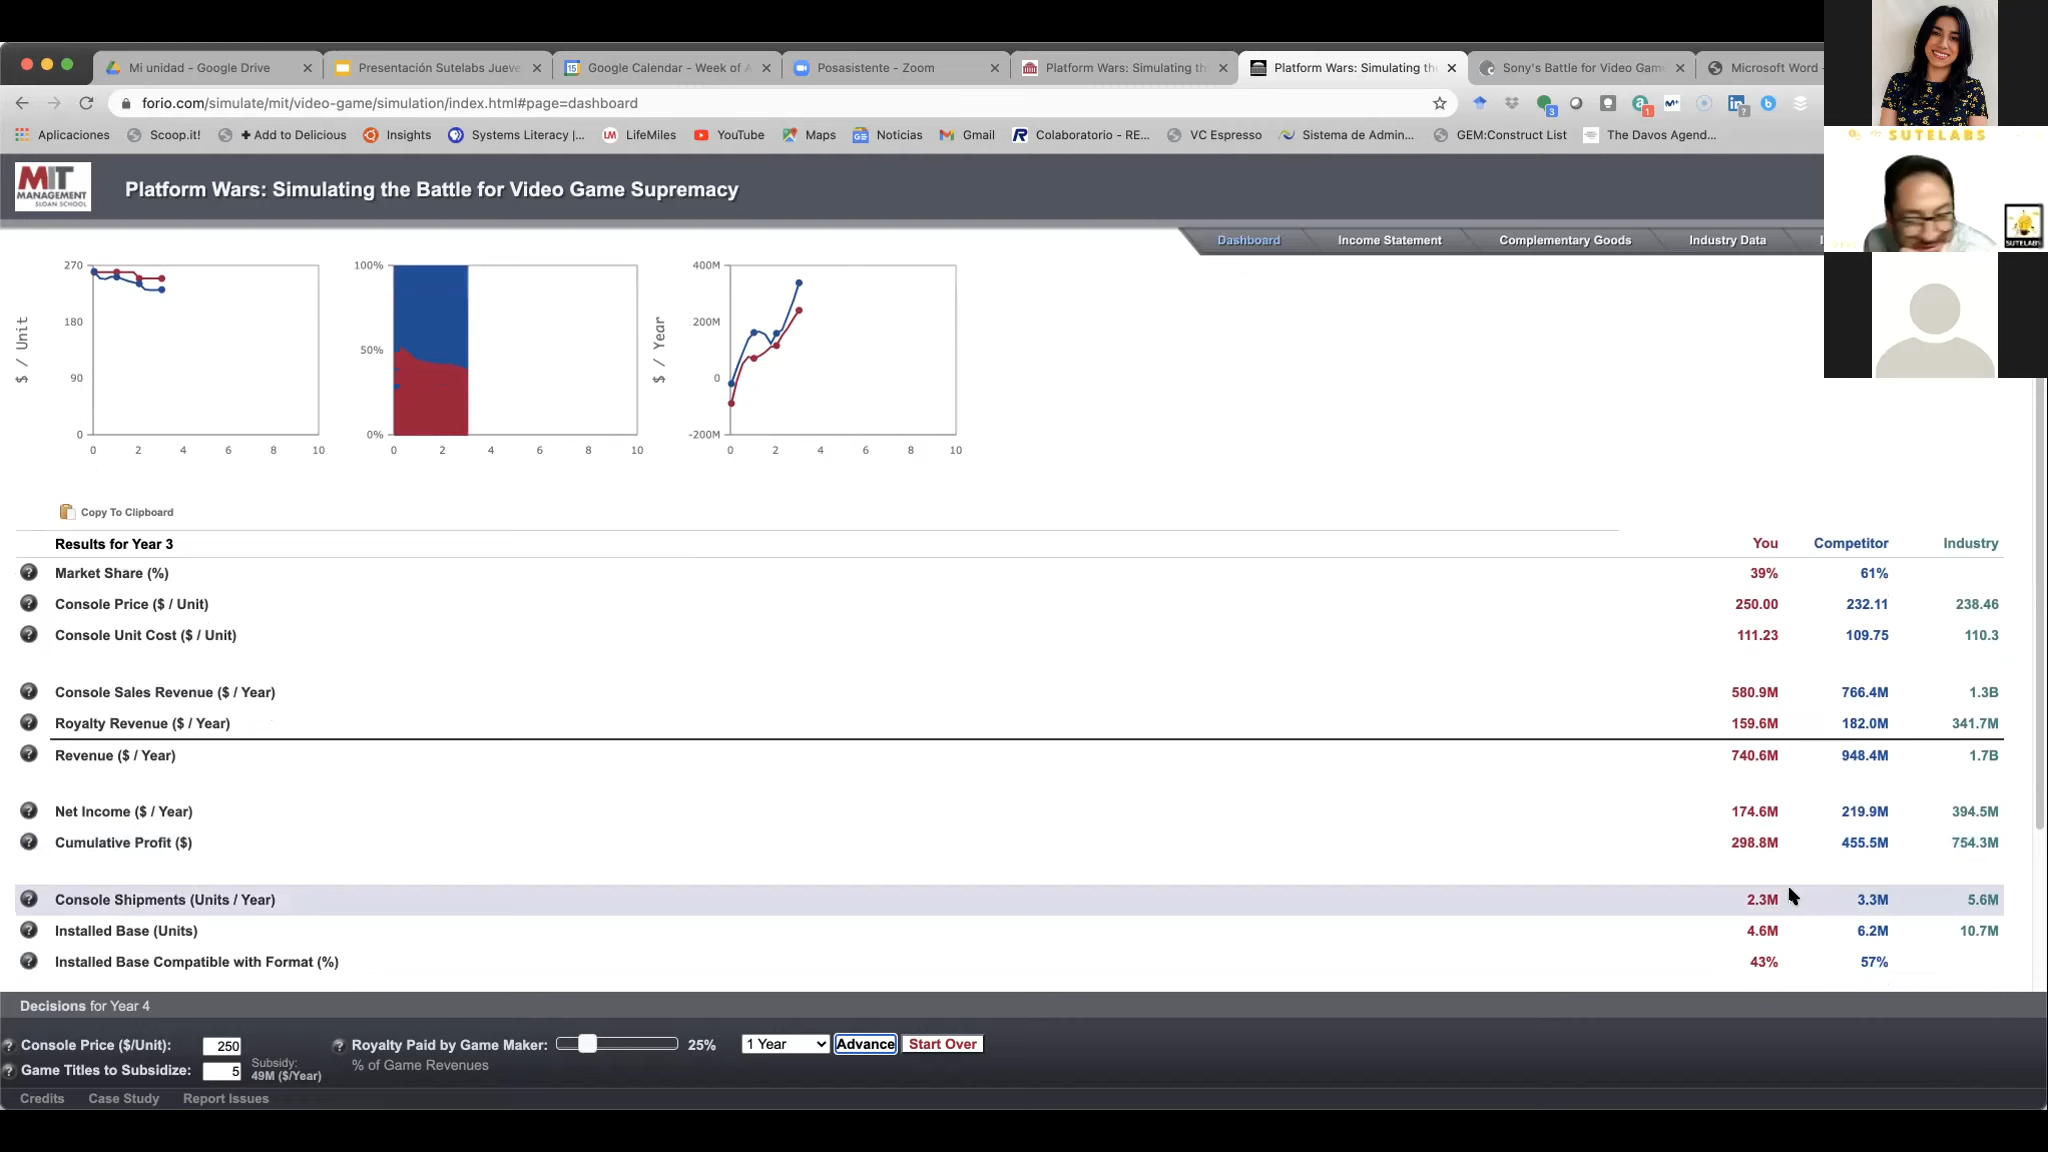 Mi unidad - Google Drive
Presentación Sutelabs Jueve
Google Calendar - Week of A
Posasistente - Zoom
Platform Wars: Simulating th
Platform Wars: Simulating the
Sony's Battle for Video Game
Microsoft Word -
forio.com/simulate/mit/video-game/simulation/index.html#page=dashboard
Aplicaciones
Scoop.it!
+ Add to Delicious
Insights
Systems Literacy |...
LifeMiles
YouTube
Maps
Noticias
Gmail
Colaboratorio - RE...
VC Espresso
Sistema de Admin...
GEM:Construct List
The Davos Agend...
SUTELABS
SUTELABS
MIT
MANAGEMENT
SLOAN SCHOOL
Platform Wars: Simulating the Battle for Video Game Supremacy
Dashboard
Income Statement
Complementary Goods
Industry Data
270
180
90
0
0 2 4 6 8 10
$ / Unit
100%
50%
0%
0 2 4 6 8 10
$ / Year
400M
200M
0
-200M
0 2 4 6 8 10
Copy To Clipboard
Results for Year 3 You Competitor Industry
Market Share (%) 39% 61%
Console Price ($ / Unit) 250.00 232.11 238.46
Console Unit Cost ($ / Unit) 111.23 109.75 110.3
Console Sales Revenue ($ / Year) 580.9M 766.4M 1.3B
Royalty Revenue ($ / Year) 159.6M 182.0M 341.7M
Revenue ($ / Year) 740.6M 948.4M 1.7B
Net Income ($ / Year) 174.6M 219.9M 394.5M
Cumulative Profit ($) 298.8M 455.5M 754.3M
Console Shipments (Units / Year) 2.3M 3.3M 5.6M
Installed Base (Units) 4.6M 6.2M 10.7M
Installed Base Compatible with Format (%) 43% 57%
Decisions for Year 4
Console Price ($/Unit): 250
Game Titles to Subsidize: 5
Subsidy:
49M ($/Year)
Royalty Paid by Game Maker: 25%
% of Game Revenues
1 Year
Advance
Start Over
Credits Case Study Report Issues